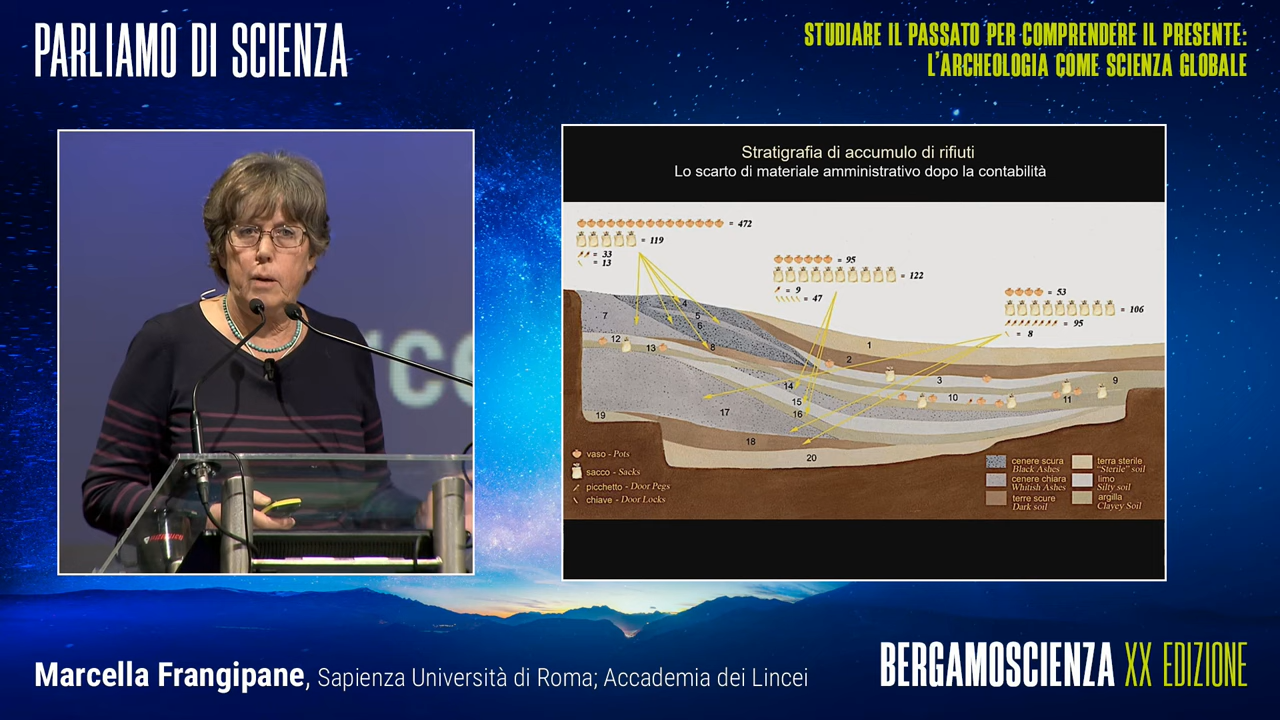 PARLIAMO DI SCIENZA
STUDIARE IL PASSATO PER COMPRENDERE IL PRESENTE:
L'ARCHEOLOGIA COME SCIENZA GLOBALE
Stratigrafia di accumulo di rifiuti
Lo scarto di materiale amministrativo dopo la contabilità
= 472
= 119
= 33
= 13
= 95
= 122
= 9
= 47
= 53
= 106
= 95
= 8
1
2
3
4
5
6
7
8
9
10
11
12
13
14
15
16
17
18
19
20
vaso - Pots
sacco - Sacks
picchetto - Door Pegs
chiave - Door Locks
cenere scura
Black Ashes
cenere chiara
Whitish Ashes
terre scure
Dark soil
terra sterile
"Sterile" soil
limo
Silty soil
argilla
Clayey Soil
Marcella Frangipane, Sapienza Università di Roma; Accademia dei Lincei
BERGAMOSCIENZA XX EDIZIONE